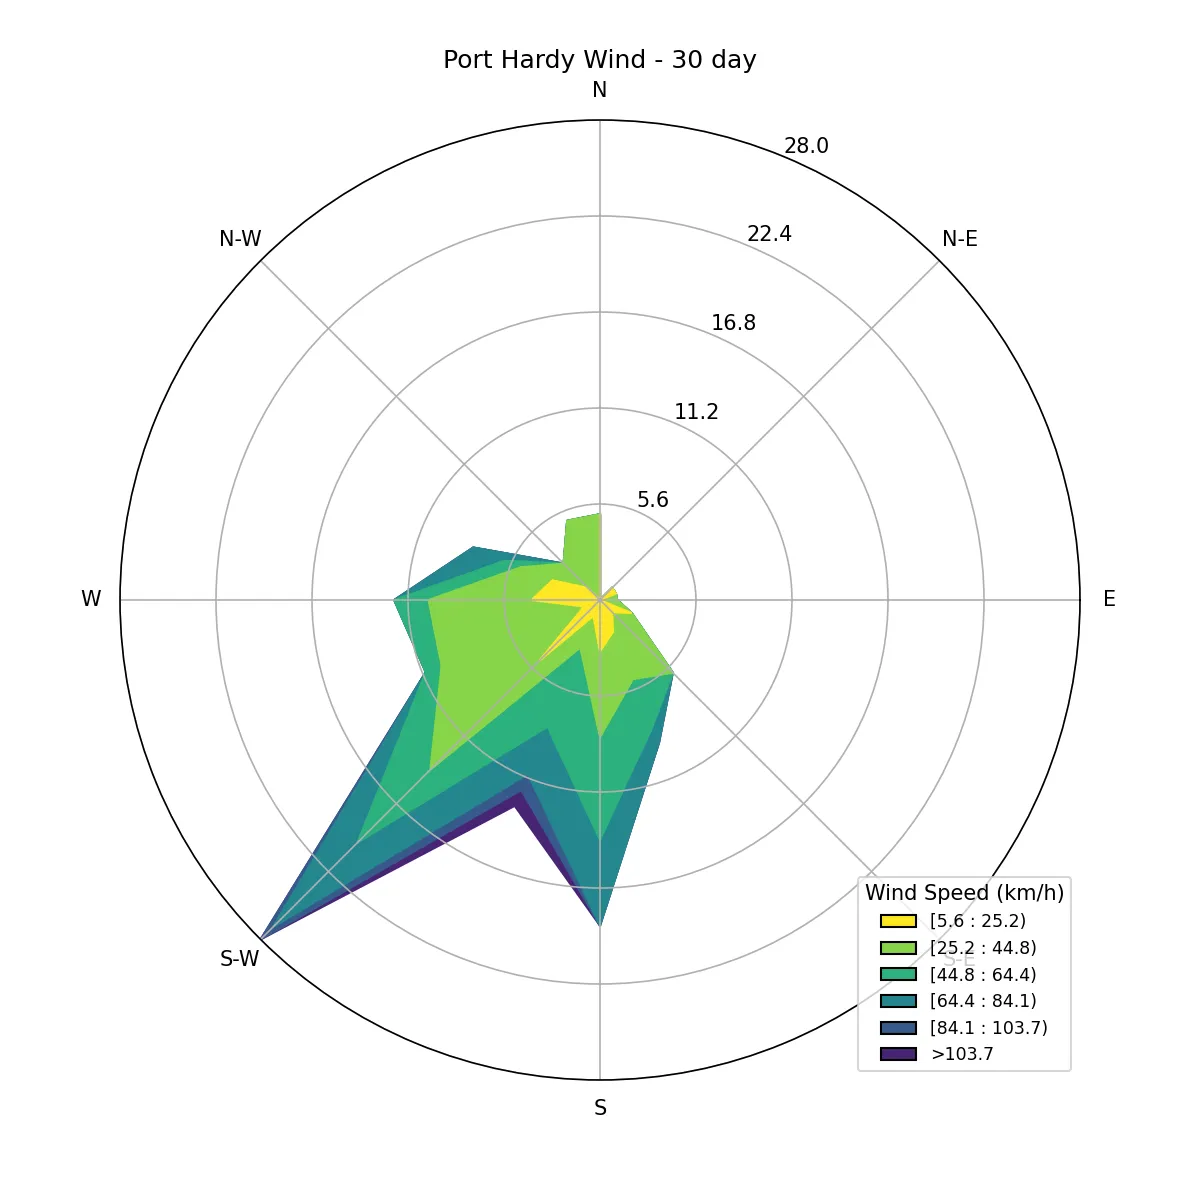 Port Hardy Wind - 30 day
N
28.0
N-W
N-E
22.4
16.8
11.2
5.6
W
E
S-W
S-E
S
Wind Speed (km/h)
[5.6 : 25.2)
[25.2 : 44.8)
[44.8 : 64.4)
[64.4 : 84.1)
[84.1 : 103.7)
>103.7